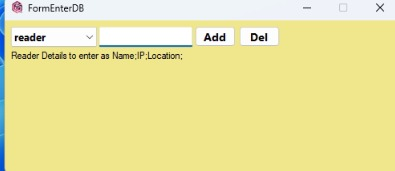 FormEnterDB
reader Add Del
Reader Details to enter as Name;IP;Location;